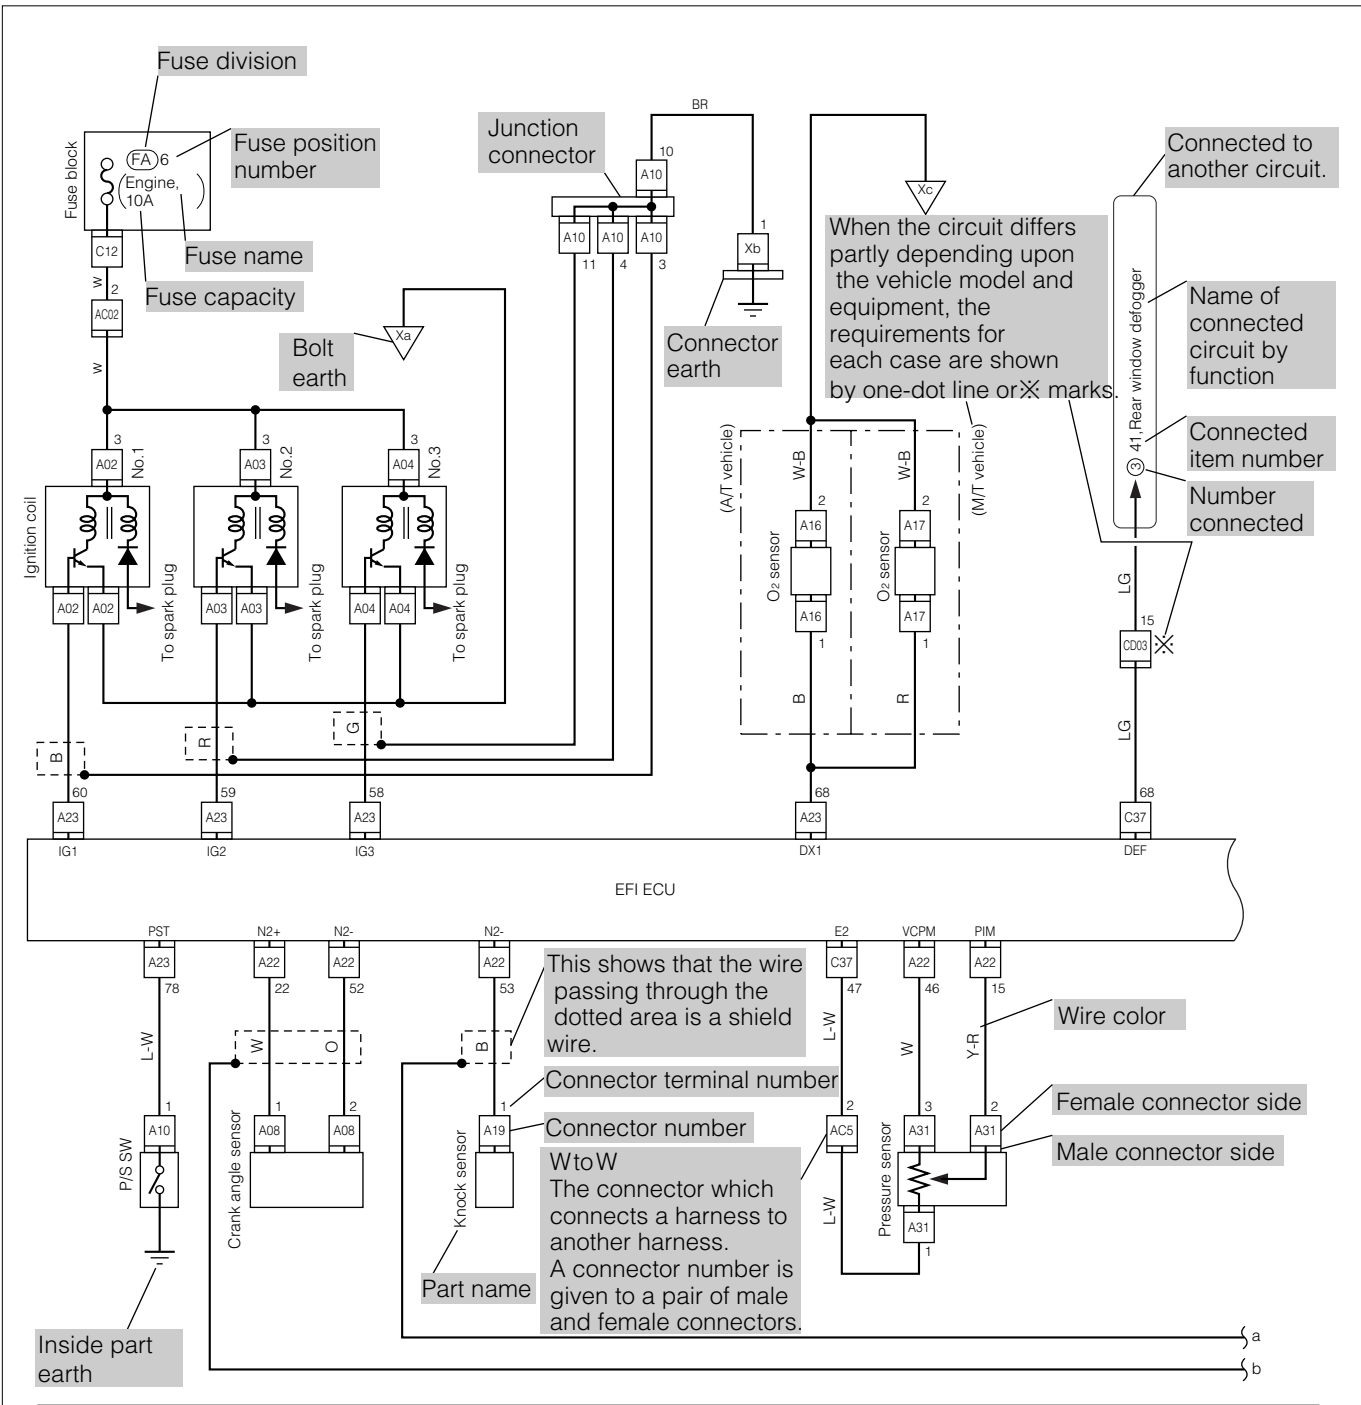 Fuse division
Fuse block
FA 6
(Engine,
10A)
Fuse position
number
Fuse name
Fuse capacity
C12
W
2
AC02
W
Junction
connector
BR
10
A10
A10
A10
A10
11
4
3
1
Xb
Connector
earth
Xc
Xa
Bolt
earth
When the circuit differs
partly depending upon
the vehicle model and
equipment, the
requirements for
each case are shown
by one-dot line or※ marks.
Connected to
another circuit.
3 41,Rear window defogger
Name of
connected
circuit by
function
Connected
item number
Number
connected
Ignition coil
3
A02
No.1
3
A03
No.2
3
A04
No.3
A02
A02
To spark plug
A03
A03
To spark plug
A04
A04
To spark plug
(A/T vehicle)
(M/T vehicle)
W-B
W-B
2
A16
2
A17
O2 sensor
O2 sensor
A16
1
A17
1
B
R
LG
15
CD03
※
LG
B
R
G
60
A23
59
A23
58
A23
68
A23
68
C37
IG1
IG2
IG3
DX1
DEF
EFI ECU
PST
N2+
N2-
N2-
E2
VCPM
PIM
A23
A22
A22
A22
C37
A22
A22
78
22
52
53
47
46
15
This shows that the wire
passing through the
dotted area is a shield
wire.
Wire color
L-W
W
O
B
L-W
W
Y-R
Connector terminal number
Connector number
Female connector side
Male connector side
1
A10
P/S SW
1
A08
2
A08
Crank angle sensor
1
A19
Knock sensor
2
AC5
3
A31
2
A31
L-W
Pressure sensor
A31
1
W to W
The connector which
connects a harness to
another harness.
A connector number is
given to a pair of male
and female connectors.
Part name
Inside part
earth
a
b